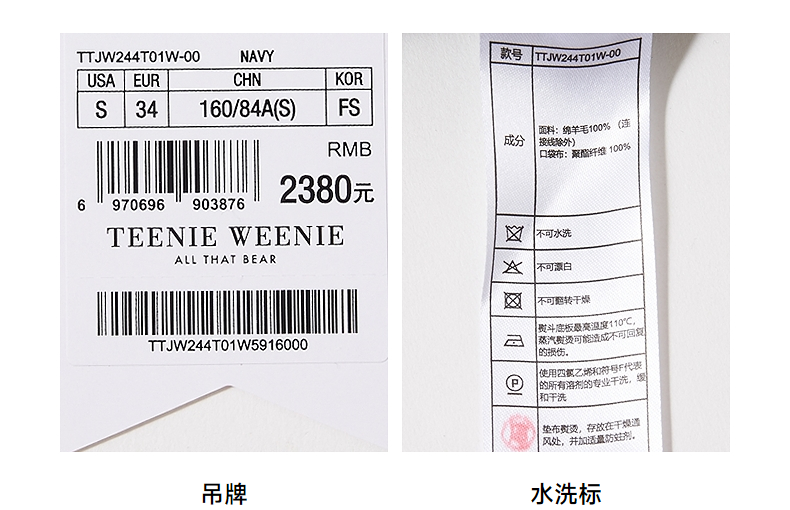 TTJW244T01W-00 NAVY
USA EUR CHN KOR
S 34 160/84A(S) FS
RMB
2380元
6 970696 903876
TEENIE WEENIE
ALL THAT BEAR
TTJW244T01W5916000
吊牌
款号 TTJW244T01W-00
成分
面料：绵羊毛100% （连
接线除外）
口袋布：聚酯纤维 100%
不可水洗
不可漂白
不可翻转干燥
熨斗底板最高温度110℃，
蒸汽熨烫可能造成不可回复
的损伤。
P
使用四氯乙烯和符号F代表
的所有溶剂的专业干洗，缓
和干洗
垫布熨烫，存放在干燥通
风处，并加适量防蛀剂。
水洗标